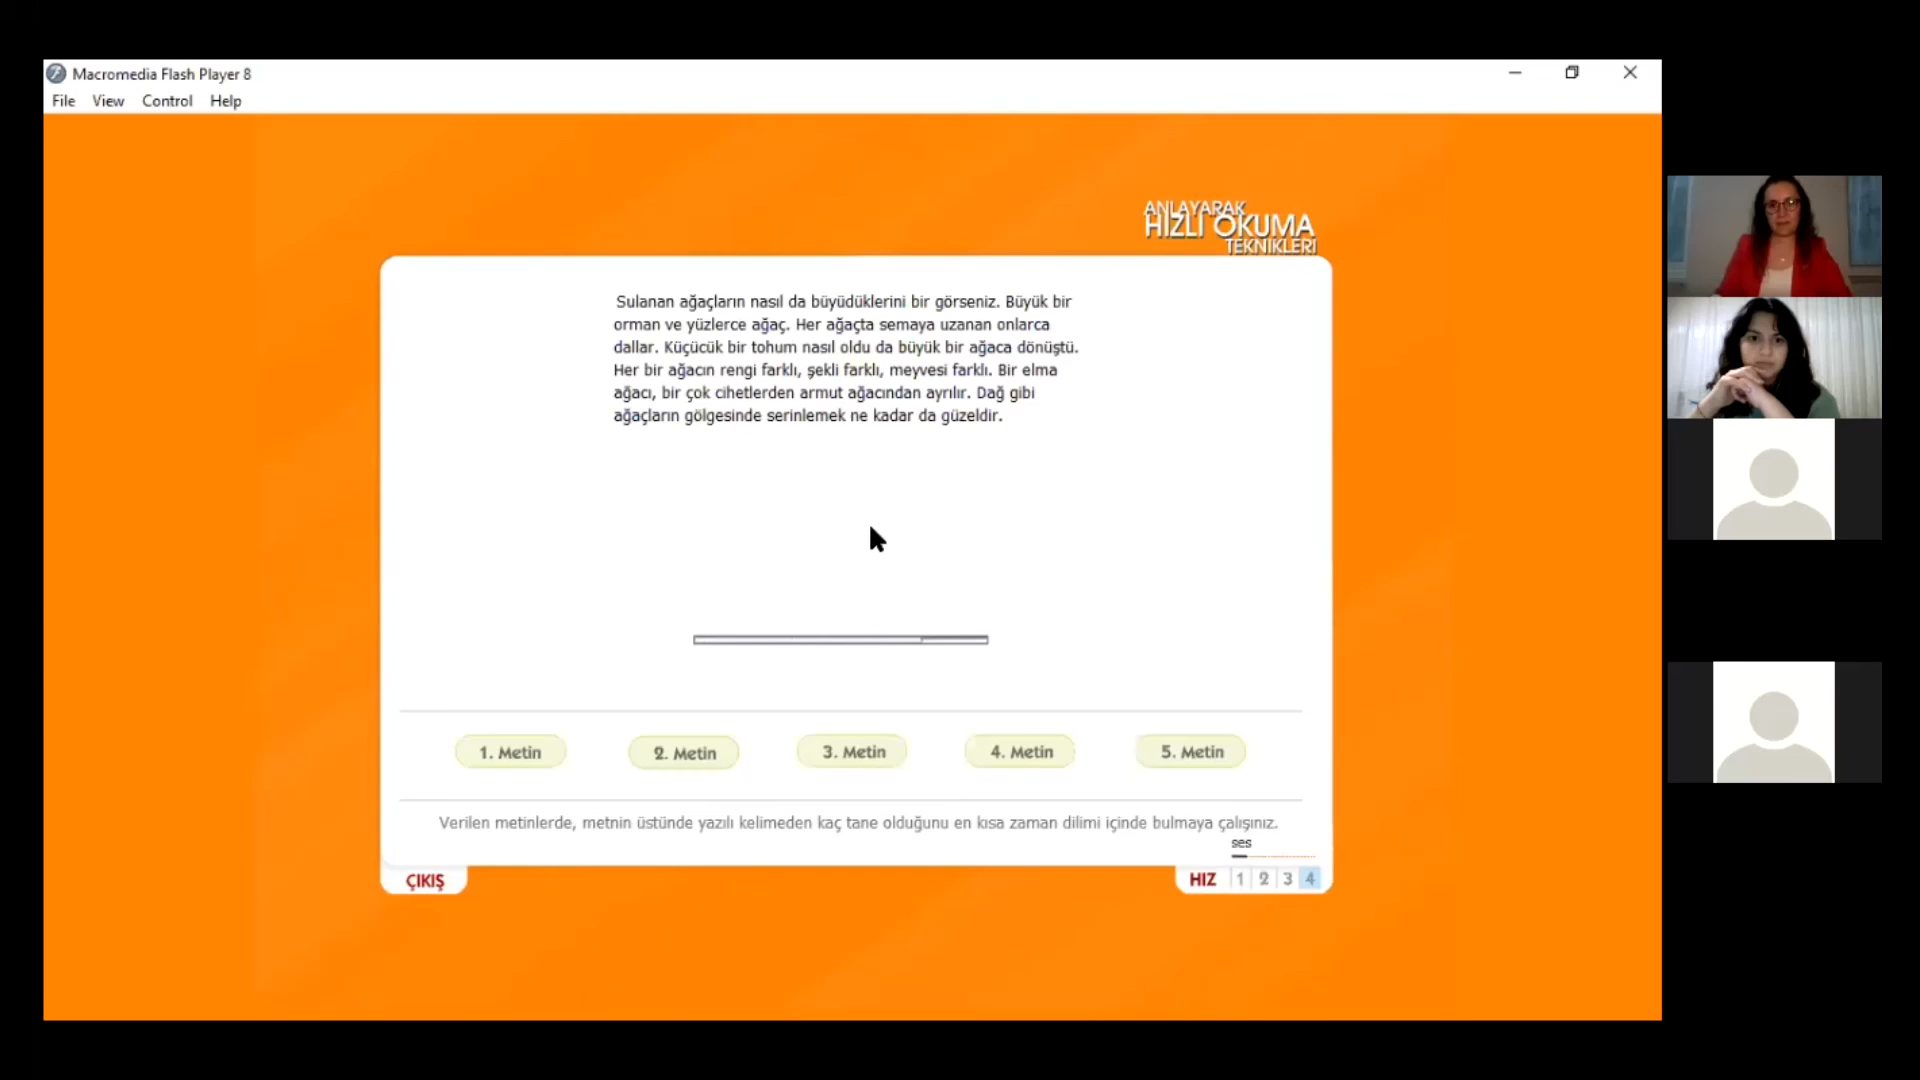 Macromedia Flash Player 8
File View Control Help
ANLAYARAK
HIZLI OKUMA
TEKNİKLERİ
Sulanan ağaçların nasıl da büyüdüklerini bir görseniz. Büyük bir
orman ve yüzlerce ağaç. Her ağaçta semaya uzanan onlarca
dallar. Küçücük bir tohum nasıl oldu da büyük bir ağaca dönüştü.
Her bir ağacın rengi farklı, şekli farklı, meyvesi farklı. Bir elma
ağacı, bir çok cihetlerden armut ağacından ayrılır. Dağ gibi
ağaçların gölgesinde serinlemek ne kadar da güzeldir.
1. Metin 2. Metin 3. Metin 4. Metin 5. Metin
Verilen metinlerde, metnin üstünde yazılı kelimeden kaç tane olduğunu en kısa zaman dilimi içinde bulmaya çalışınız.
ses
ÇIKIŞ HIZ 1 2 3 4